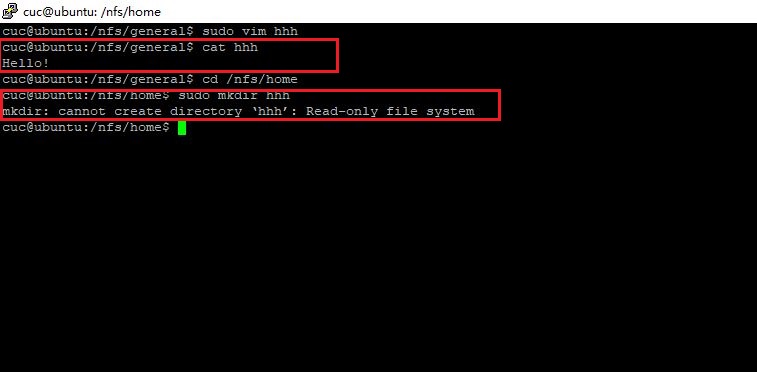 cuc@ubuntu: /nfs/home
cuc@ubuntu:/nfs/general$ sudo vim hhh
cuc@ubuntu:/nfs/general$ cat hhh
Hello!
cuc@ubuntu:/nfs/general$ cd /nfs/home
cuc@ubuntu:/nfs/home$ sudo mkdir hhh
mkdir: cannot create directory ‘hhh’: Read-only file system
cuc@ubuntu:/nfs/home$